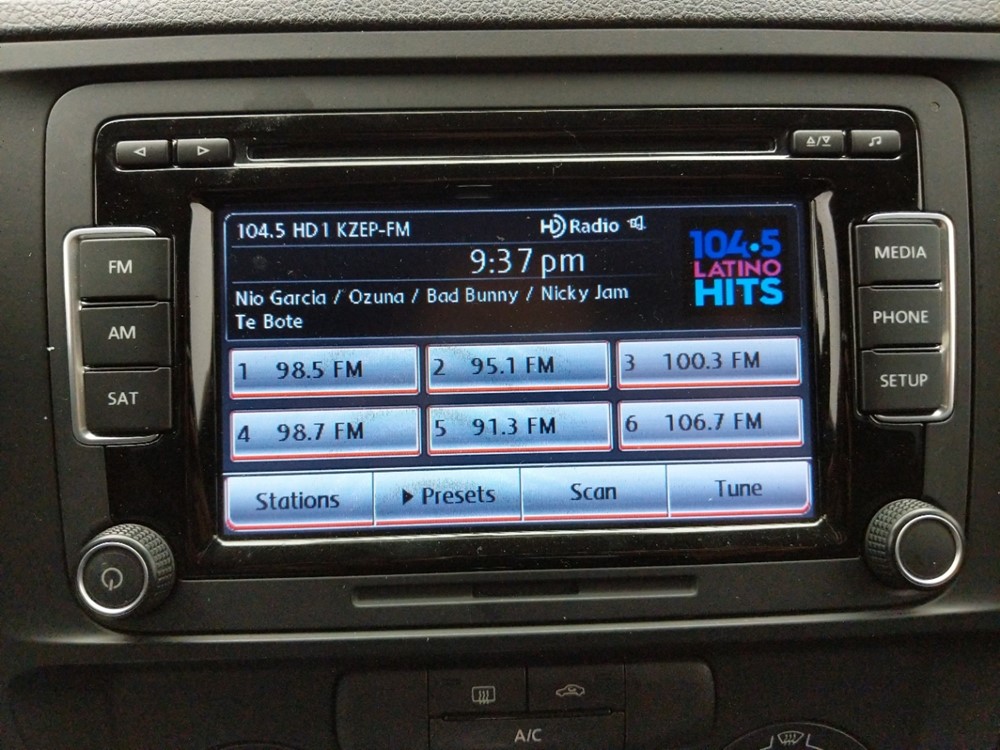 104.5 HD1 KZEP-FM HD Radio
9:37 pm
Nio Garcia / Ozuna / Bad Bunny / Nicky Jam
Te Bote
104.5
LATINO
HITS
FM
AM
SAT
MEDIA
PHONE
SETUP
1 98.5 FM 2 95.1 FM 3 100.3 FM
4 98.7 FM 5 91.3 FM 6 106.7 FM
Stations Presets Scan Tune
A/C